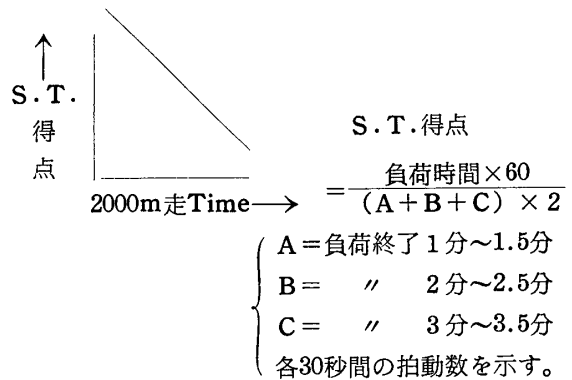 S.T.
得
点
2000m走Time
S.T.得点
=負荷時間×60
(A+B+C)×2
A=負荷終了1分~1.5分
B= 〃 2分~2.5分
C= 〃 3分~3.5分
各30秒間の拍動数を示す。